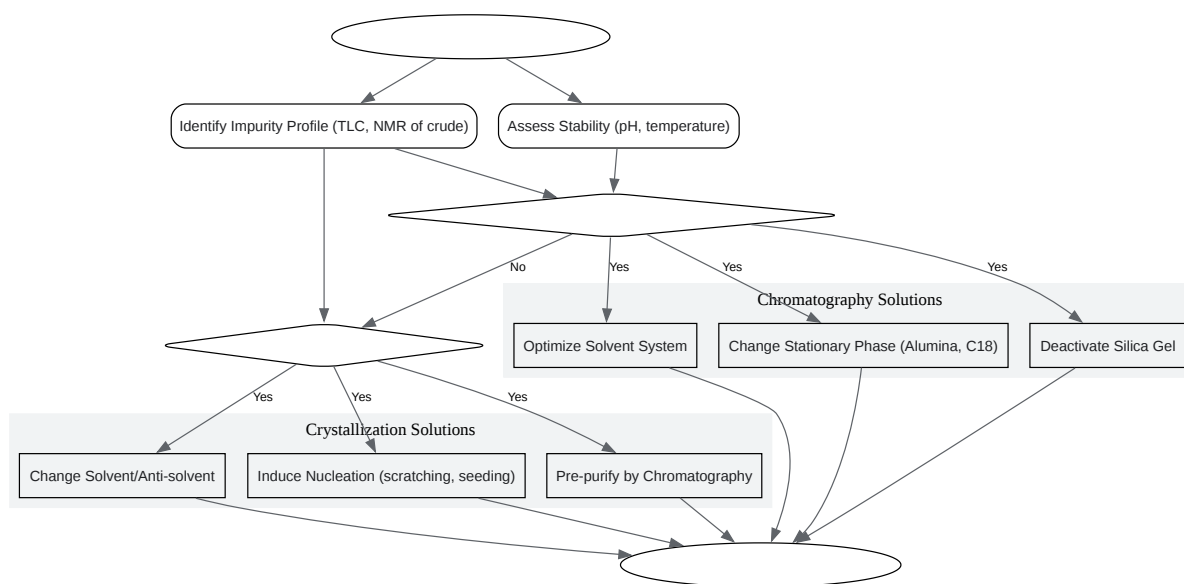 Identify Impurity Profile (TLC, NMR of crude)
Assess Stability (pH, temperature)
No
Yes
Yes
Yes
Chromatography Solutions
Optimize Solvent System
Change Stationary Phase (Alumina, C18)
Deactivate Silica Gel
Yes
Yes
Yes
Crystallization Solutions
Change Solvent/Anti-solvent
Induce Nucleation (scratching, seeding)
Pre-purify by Chromatography